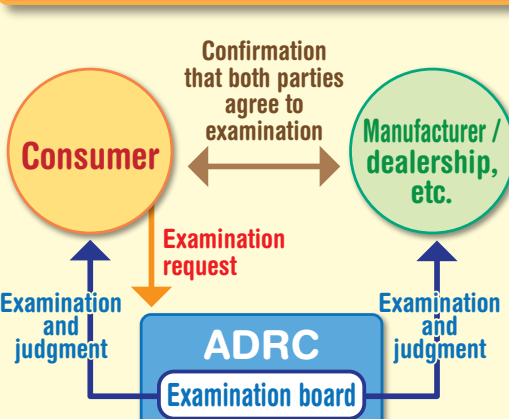 Confirmation
that both parties
agree to
examination
Consumer
Manufacturer /
dealership,
etc.
Examination
request
Examination
and
judgment
Examination
and
judgment
ADRC
Examination board